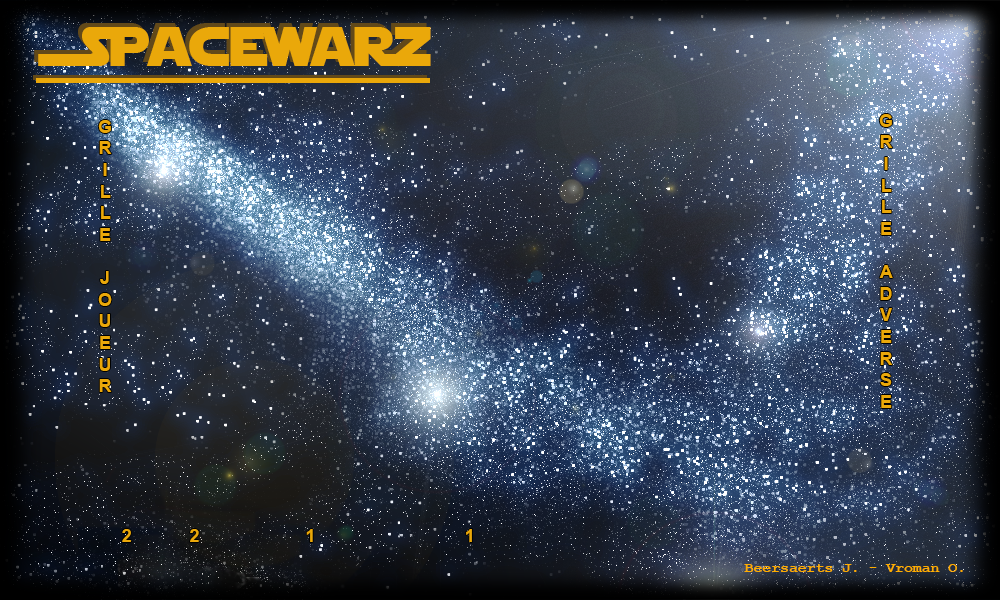 SPACEWARZ
GRILLE JOUEUR
GRILLE ADVERSE
2 2 1 1
Beersaerts J. - Vroman O.